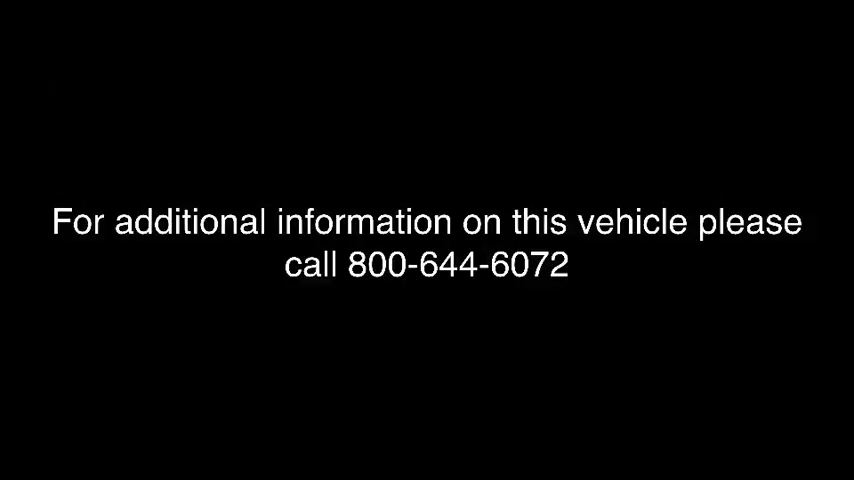 For additional information on this vehicle please
call 800-644-6072